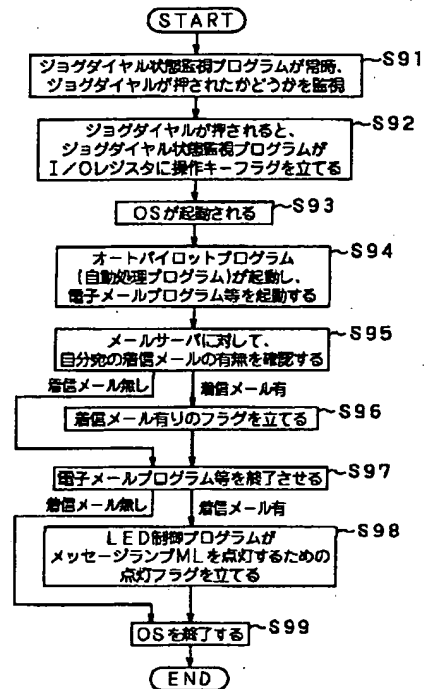 START
ジョグダイヤル状態監視プログラムが常時、
ジョグダイヤルが押されたかどうかを監視
S91
ジョグダイヤルが押されると、
ジョグダイヤル状態監視プログラムが
I/Oレジスタに操作キーフラグを立てる
S92
OSが起動される
S93
オートパイロットプログラム
(自動処理プログラム)が起動し、
電子メールプログラム等を起動する
S94
メールサーバに対して、
自分宛の着信メールの有無を確認する
S95
着信メール無し
着信メール有
着信メール有りのフラグを立てる
S96
電子メールプログラム等を終了させる
S97
着信メール無し
着信メール有
LED制御プログラムが
メッセージランプMLを点灯するための
点灯フラグを立てる
S98
OSを終了する
S99
END